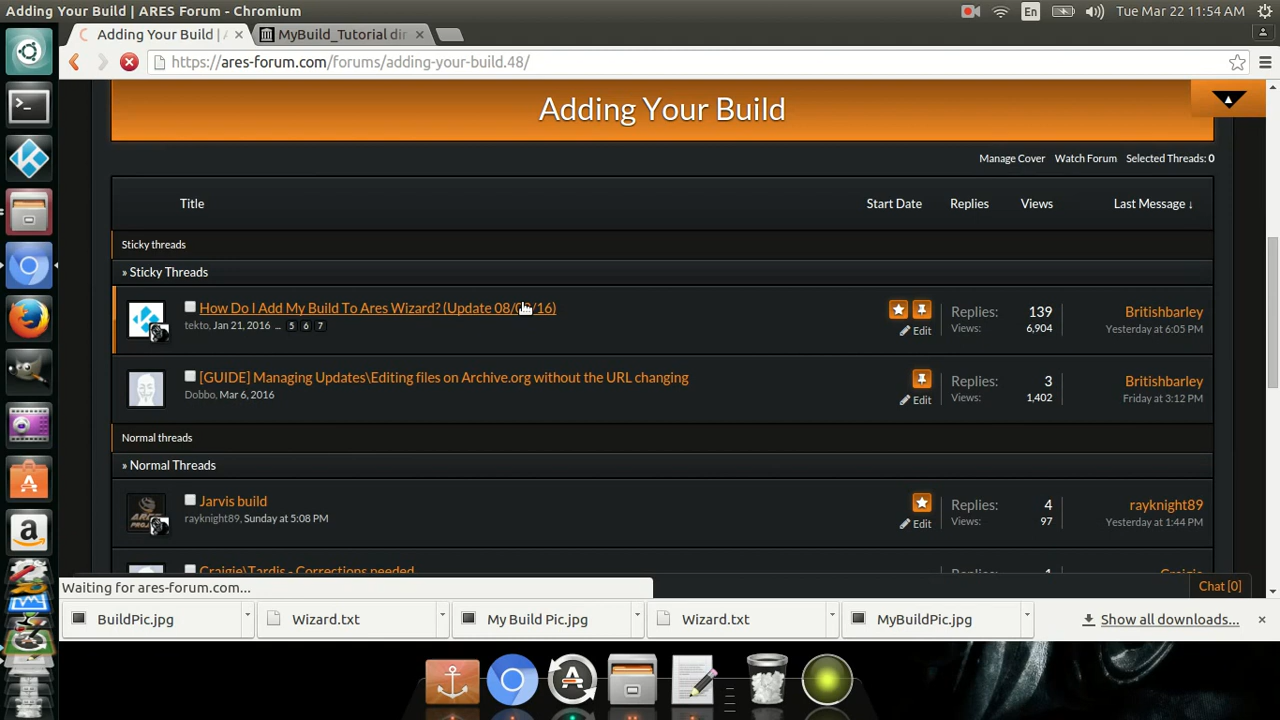 Adding Your Build | ARES Forum - Chromium
En
Tue Mar 22 11:54 AM
Adding Your Build | A
MyBuild_Tutorial dir
https://ares-forum.com/forums/adding-your-build.48/
Adding Your Build
Manage Cover Watch Forum Selected Threads: 0
Title Start Date Replies Views Last Message ↓
Sticky threads
» Sticky Threads
How Do I Add My Build To Ares Wizard? (Update 08/03/16)
tekto, Jan 21, 2016 ... 5 6 7
Edit
Replies: 139
Views: 6,904
Britishbarley
Yesterday at 6:05 PM
[GUIDE] Managing Updates\Editing files on Archive.org without the URL changing
Dobbo, Mar 6, 2016
Edit
Replies: 3
Views: 1,402
Britishbarley
Friday at 3:12 PM
Normal threads
» Normal Threads
Jarvis build
rayknight89, Sunday at 5:08 PM
Edit
Replies: 4
Views: 97
rayknight89
Yesterday at 1:44 PM
Craigie\Tardis - Corrections needed
Waiting for ares-forum.com...
Chat [0]
BuildPic.jpg
Wizard.txt
My Build Pic.jpg
Wizard.txt
MyBuildPic.jpg
Show all downloads...